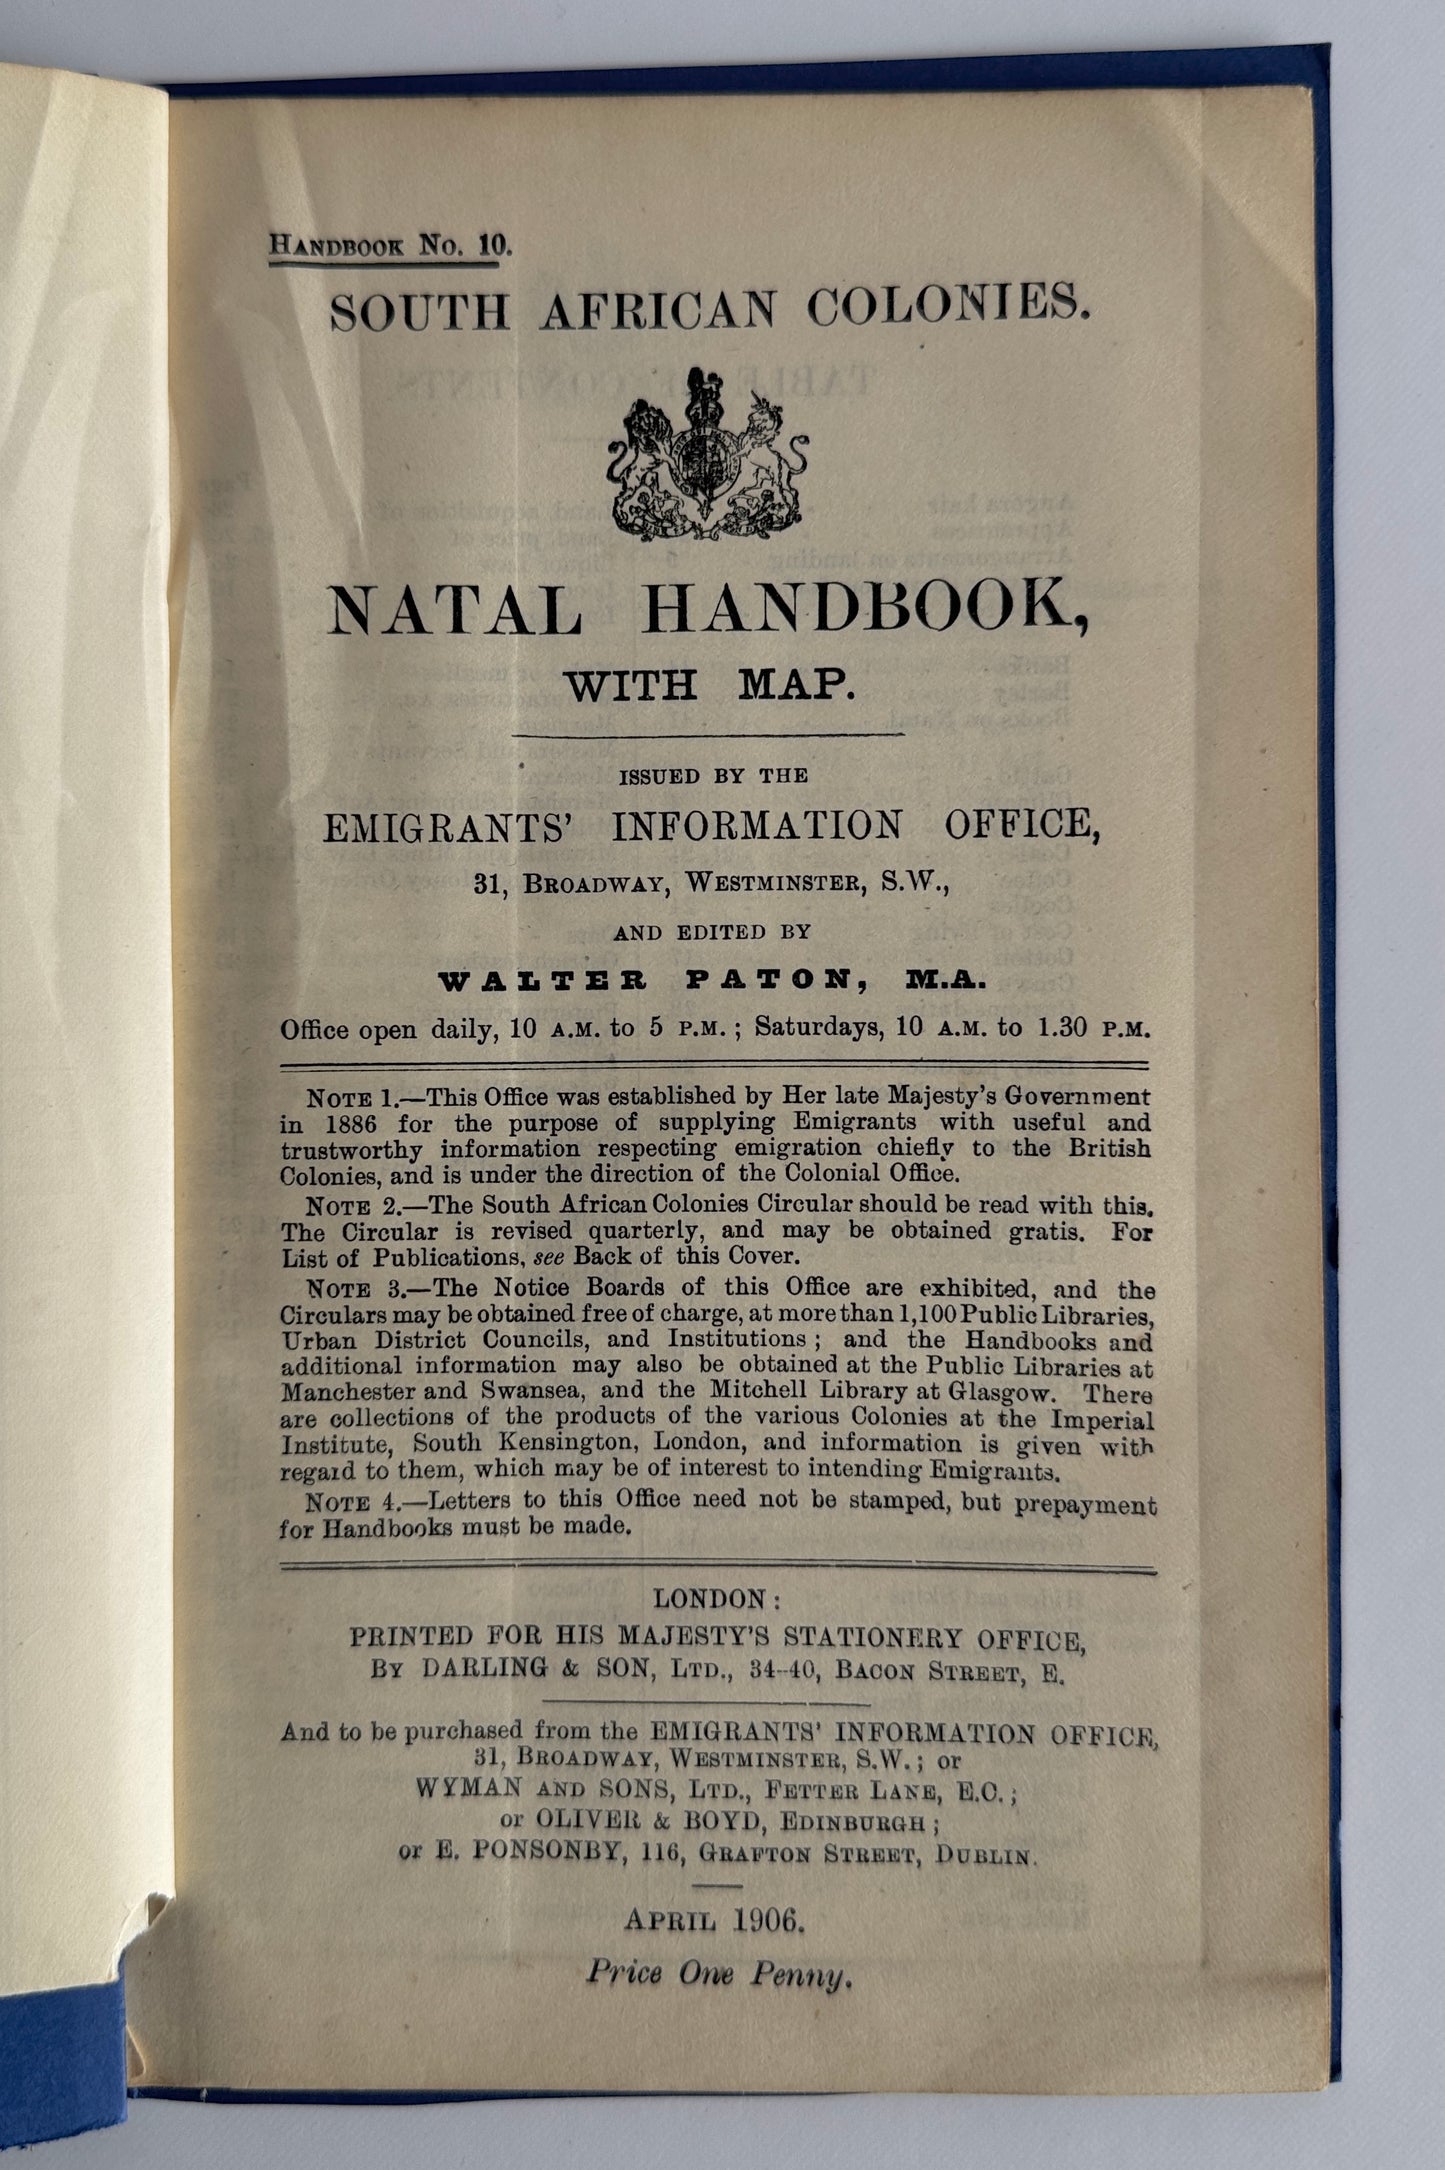 HANDBOOK No. 10.
SOUTH AFRICAN COLONIES.
NATAL HANDBOOK,
WITH MAP.
ISSUED BY THE
EMIGRANTS' INFORMATION OFFICE,
31, BROADWAY, WESTMINSTER, S.W.,
AND EDITED BY
WALTER PATON, M.A.
Office open daily, 10 A.M. to 5 P.M. ; Saturdays, 10 A.M. to 1.30 P.M.
NOTE 1.—This Office was established by Her late Majesty's Government
in 1886 for the purpose of supplying Emigrants with useful and
trustworthy information respecting emigration chiefly to the British
Colonies, and is under the direction of the Colonial Office.
NOTE 2.—The South African Colonies Circular should be read with this.
The Circular is revised quarterly, and may be obtained gratis. For
List of Publications, see Back of this Cover.
NOTE 3.—The Notice Boards of this Office are exhibited, and the
Circulars may be obtained free of charge, at more than 1,100 Public Libraries,
Urban District Councils, and Institutions ; and the Handbooks and
additional information may also be obtained at the Public Libraries at
Manchester and Swansea, and the Mitchell Library at Glasgow. There
are collections of the products of the various Colonies at the Imperial
Institute, South Kensington, London, and information is given with
regard to them, which may be of interest to intending Emigrants.
NOTE 4.—Letters to this Office need not be stamped, but prepayment
for Handbooks must be made.
LONDON :
PRINTED FOR HIS MAJESTY'S STATIONERY OFFICE,
BY DARLING & SON, LTD., 34-40, BACON STREET, E.
And to be purchased from the EMIGRANTS' INFORMATION OFFICE,
31, BROADWAY, WESTMINSTER, S.W. ; or
WYMAN AND SONS, LTD., FETTER LANE, E.C. ;
or OLIVER & BOYD, EDINBURGH ;
or E. PONSONBY, 116, GRAFTON STREET, DUBLIN.
APRIL 1906.
Price One Penny.